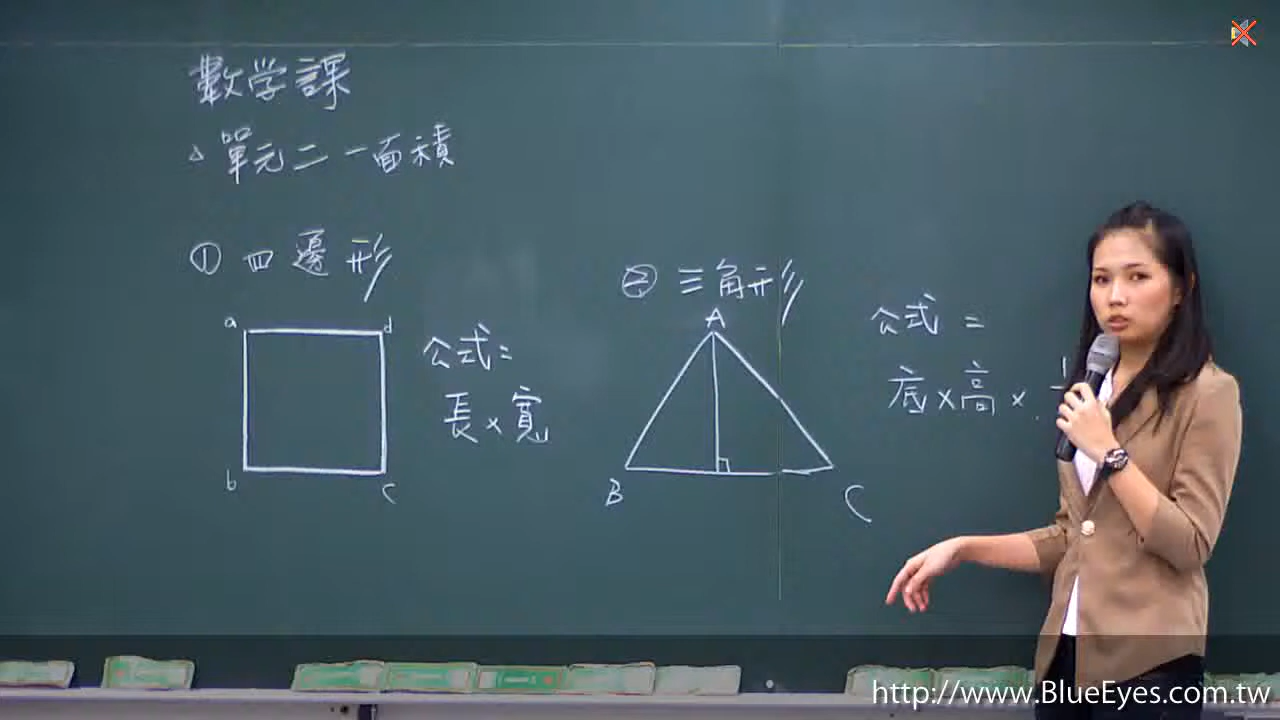 數学課
△單元二－面積
① 四邊形
a
d
b
c
公式=
長×寬
② 三角形
A
B
C
公式=
底×高×
http://www.BlueEyes.com.tw